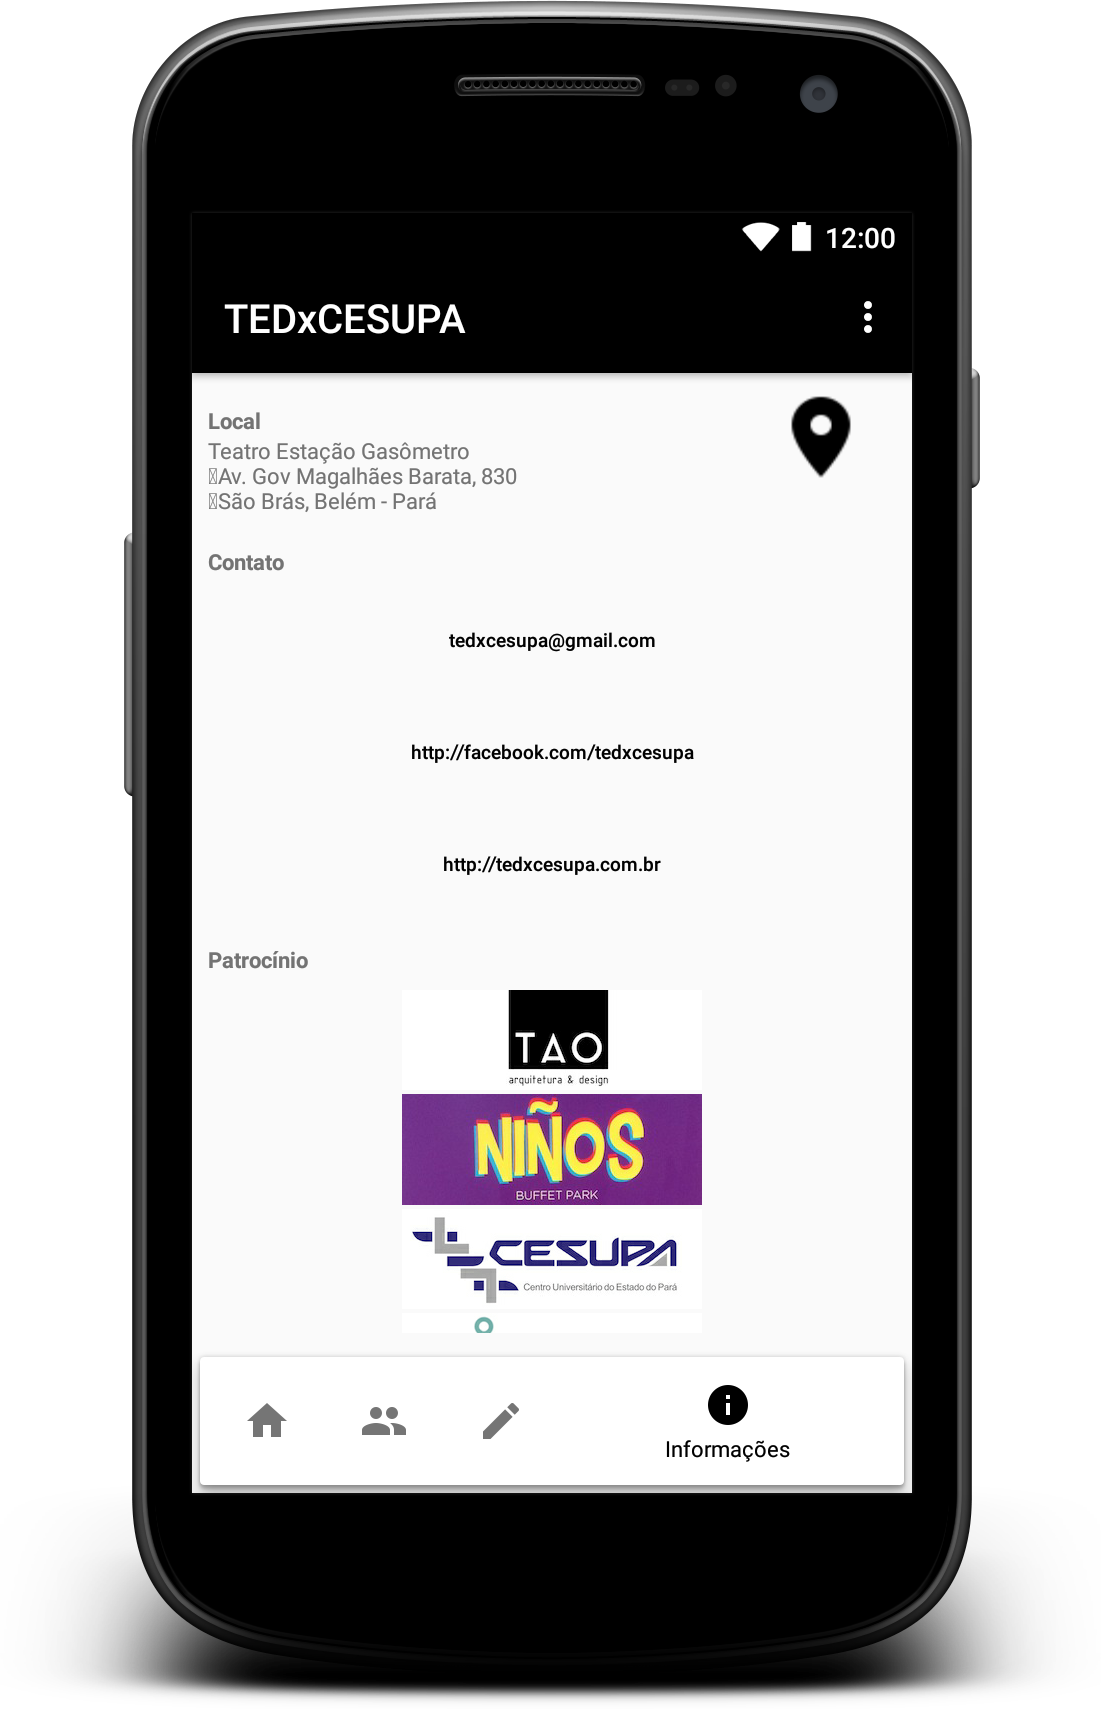 12:00
TEDxCESUPA
Local
Teatro Estação Gasômetro
Av. Gov Magalhães Barata, 830
São Brás, Belém - Pará
Contato
tedxcesupa@gmail.com
http://facebook.com/tedxcesupa
http://tedxcesupa.com.br
Patrocínio
TAO
arquitetura & design
NIÑOS
BUFFET PARK
CESUPA
Centro Universitário do Estado do Pará
Informações